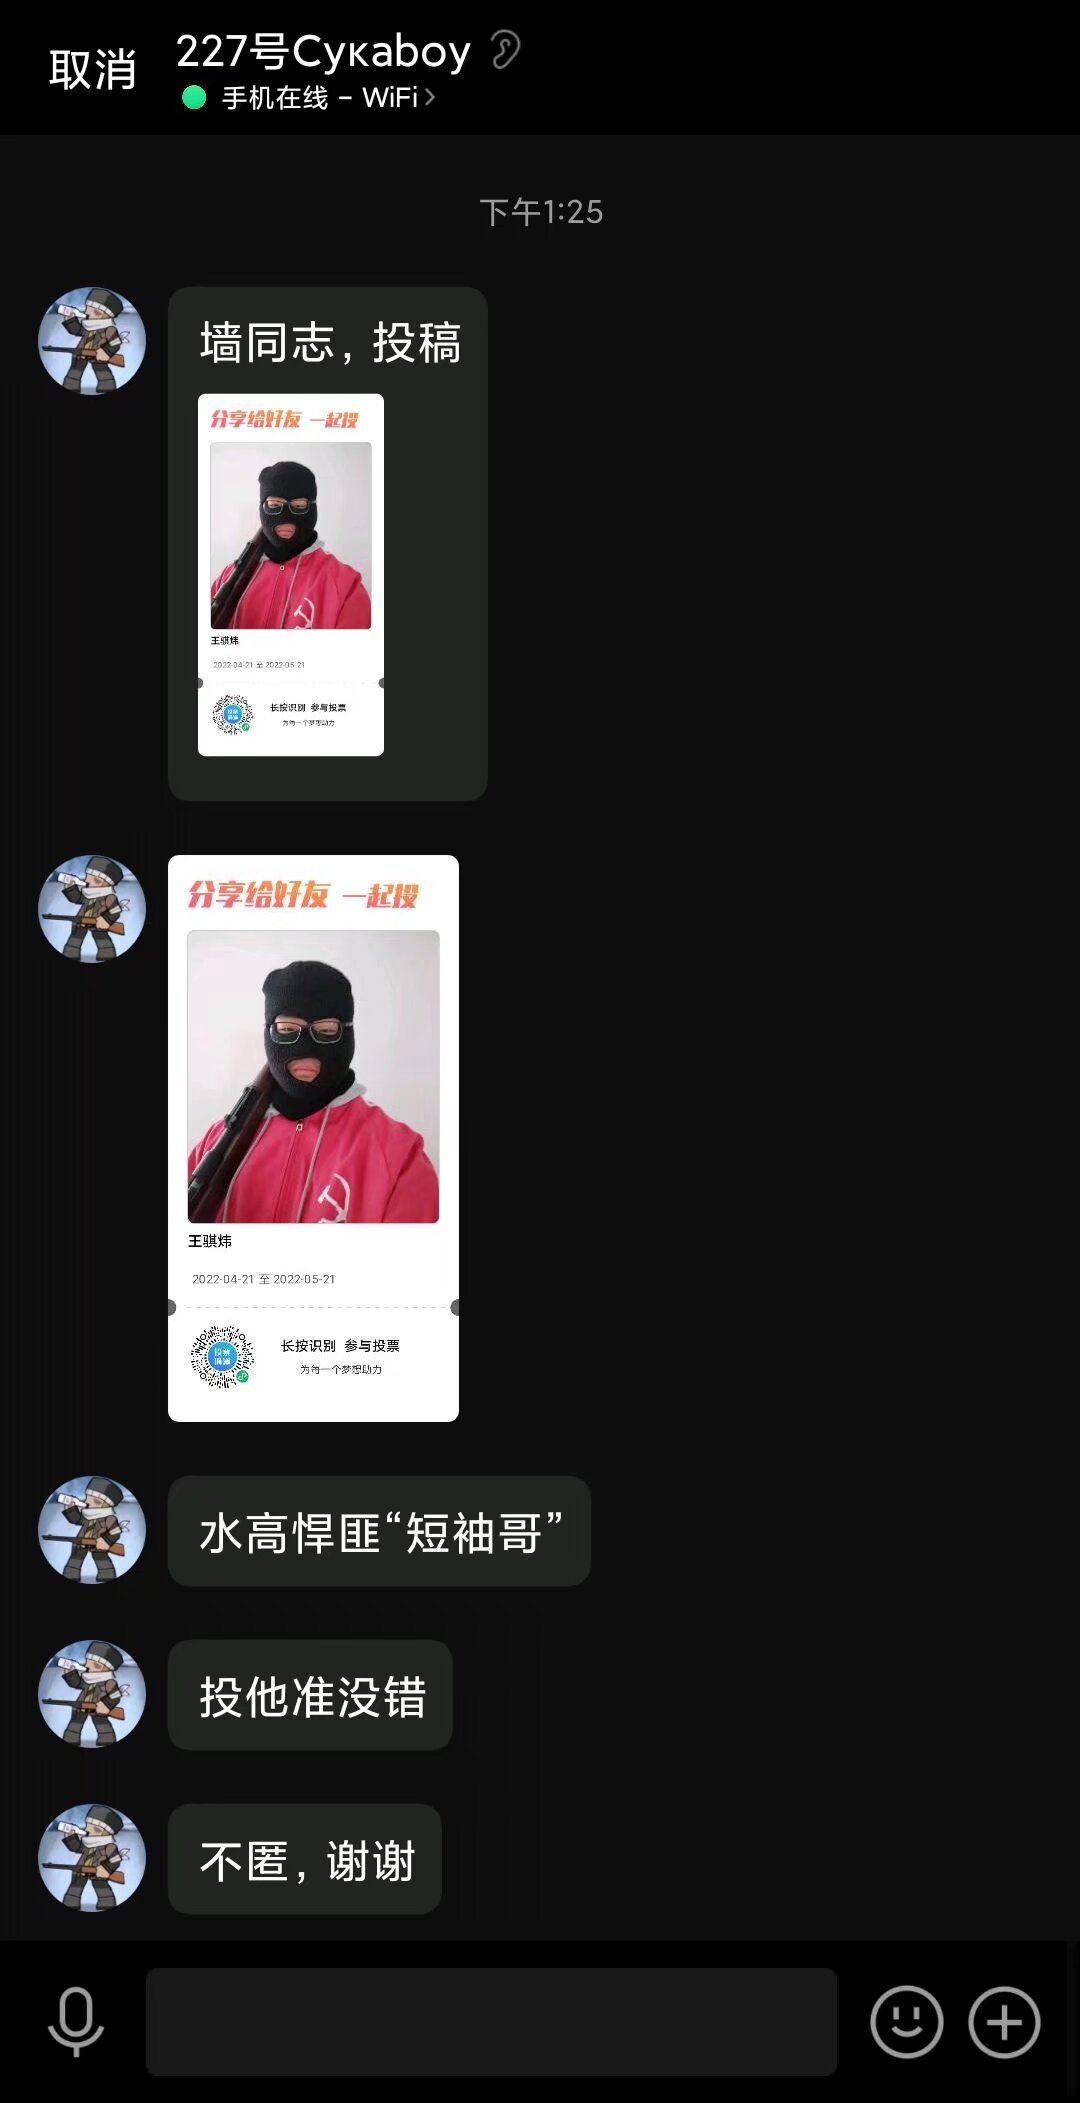 取消
227号Сукаboy
手机在线 - WiFi
下午1:25
墙同志，投稿
分享给好友 一起投
王骐炜
2022-04-21 至 2022-05-21
长按识别 参与投票
为每一个梦想助力
分享给好友 一起投
王骐炜
2022-04-21 至 2022-05-21
长按识别 参与投票
为每一个梦想助力
水高悍匪“短袖哥”
投他准没错
不匿，谢谢